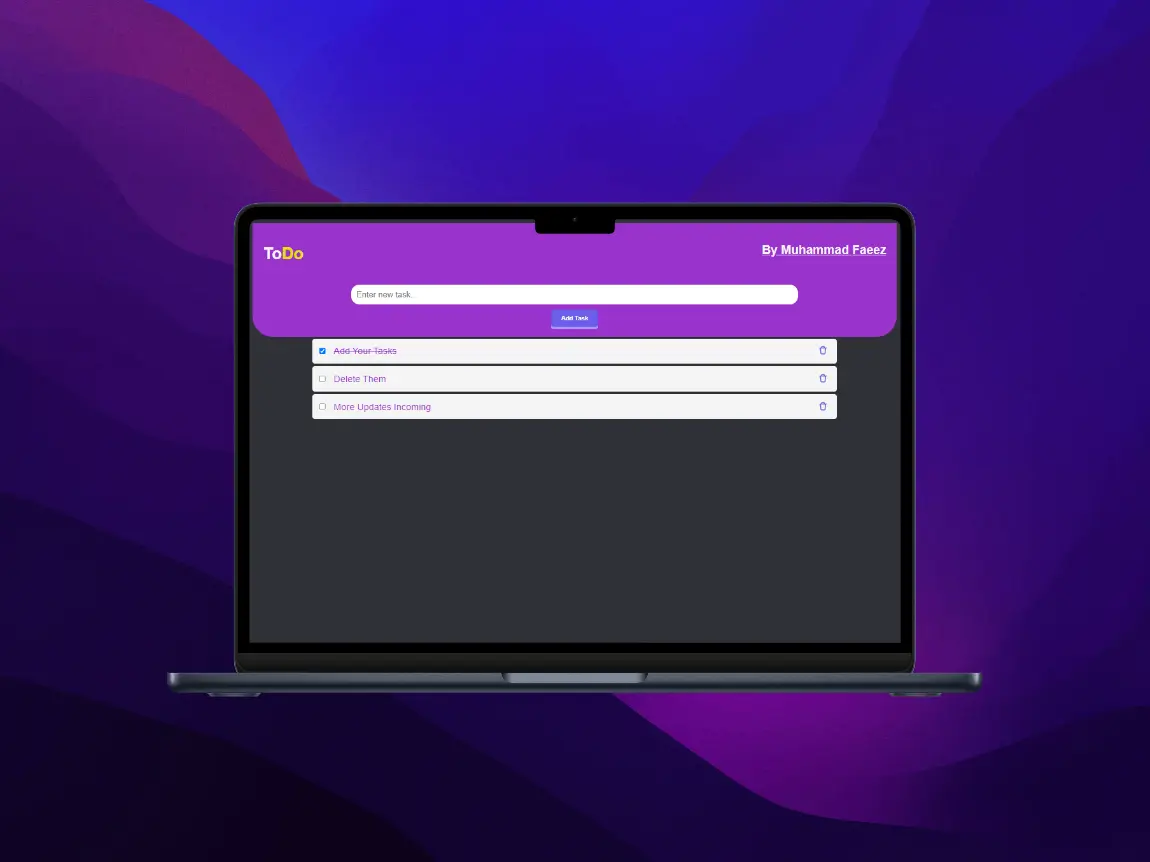 ToDo
By Muhammad Faeez
Enter new task.
Add Task
Add Your Tasks
Delete Them
More Updates Incoming